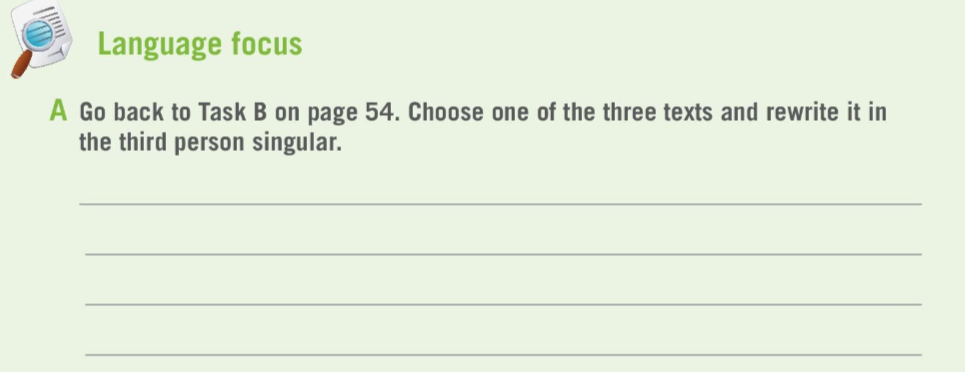 Language focus
A Go back to Task B on page 54. Choose one of the three texts and rewrite it in
the third person singular.